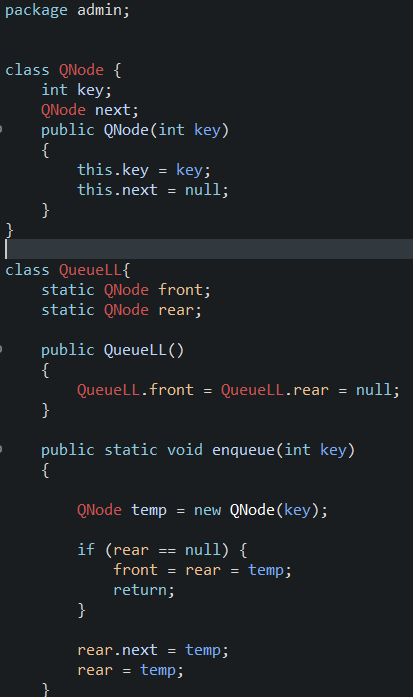 package admin;
class QNode {
    int key;
    QNode next;
    public QNode(int key)
    {
        this.key = key;
        this.next = null;
    }
}
class QueueLL{
    static QNode front;
    static QNode rear;
    public QueueLL()
    {
        QueueLL.front = QueueLL.rear = null;
    }
    public static void enqueue(int key)
    {
        QNode temp = new QNode(key);
        if (rear == null) {
            front = rear = temp;
            return;
        }
        rear.next = temp;
        rear = temp;
    }